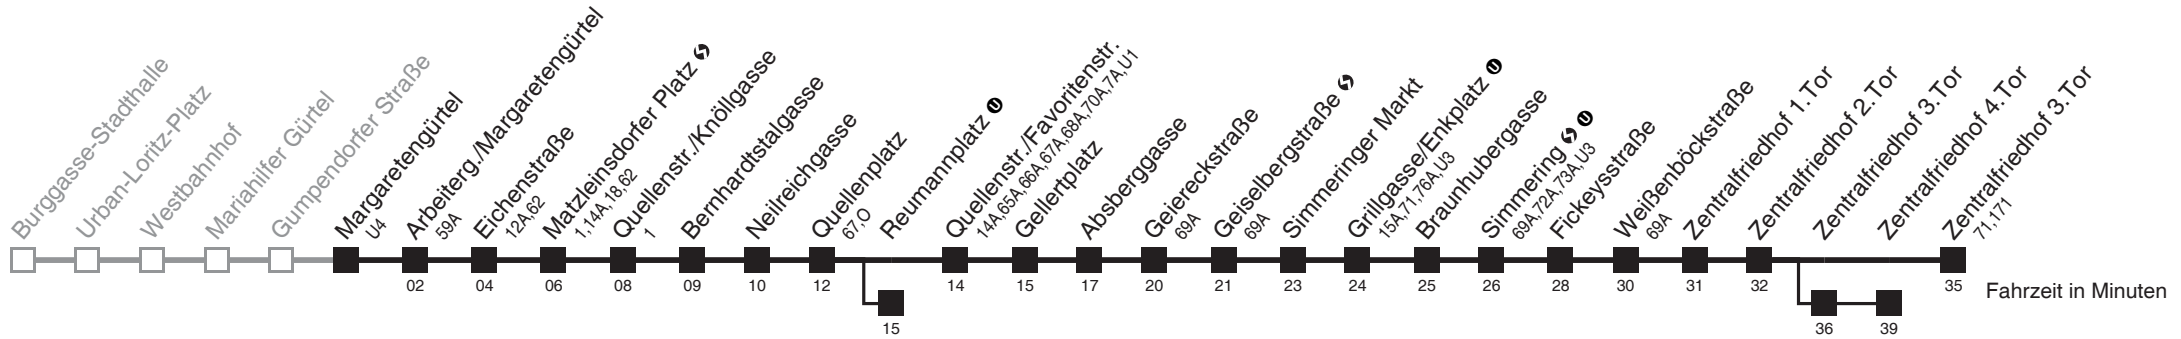 Burggasse-Stadthalle
Urban-Loritz-Platz
Westbahnhof
Mariahilfer Gürtel
Gumpendorfer Straße
Margaretengürtel
U4
Arbeiterg./Margaretengürtel
59A
Eichenstraße
12A,62
Matzleinsdorfer Platz
1,14A,18,62
Quellenstr./Knöllgasse
1
Bernhardtstalgasse
Neilreichgasse
Quellenplatz
67,O
Reumannplatz U
Quellenstr./Favoritenstr.
14A,65A,66A,67A,68A,70A,7A,U1
Gellertplatz
Absberggasse
Geiereckstraße
69A
Geiselbergstraße
69A
Simmeringer Markt
Grillgasse/Enkplatz U
15A,71,76A,U3
Braunhubergasse
Simmering U
69A,72A,73A,U3
Fickeysstraße
Weißenböckstraße
69A
Zentralfriedhof 1.Tor
Zentralfriedhof 2.Tor
Zentralfriedhof 3.Tor
Zentralfriedhof 4.Tor
Zentralfriedhof 3.Tor
71,171
02 04 06 08 09 10 12 14 15 17 20 21 23 24 25 26 28 30 31 32 35
Fahrzeit in Minuten
15 36 39